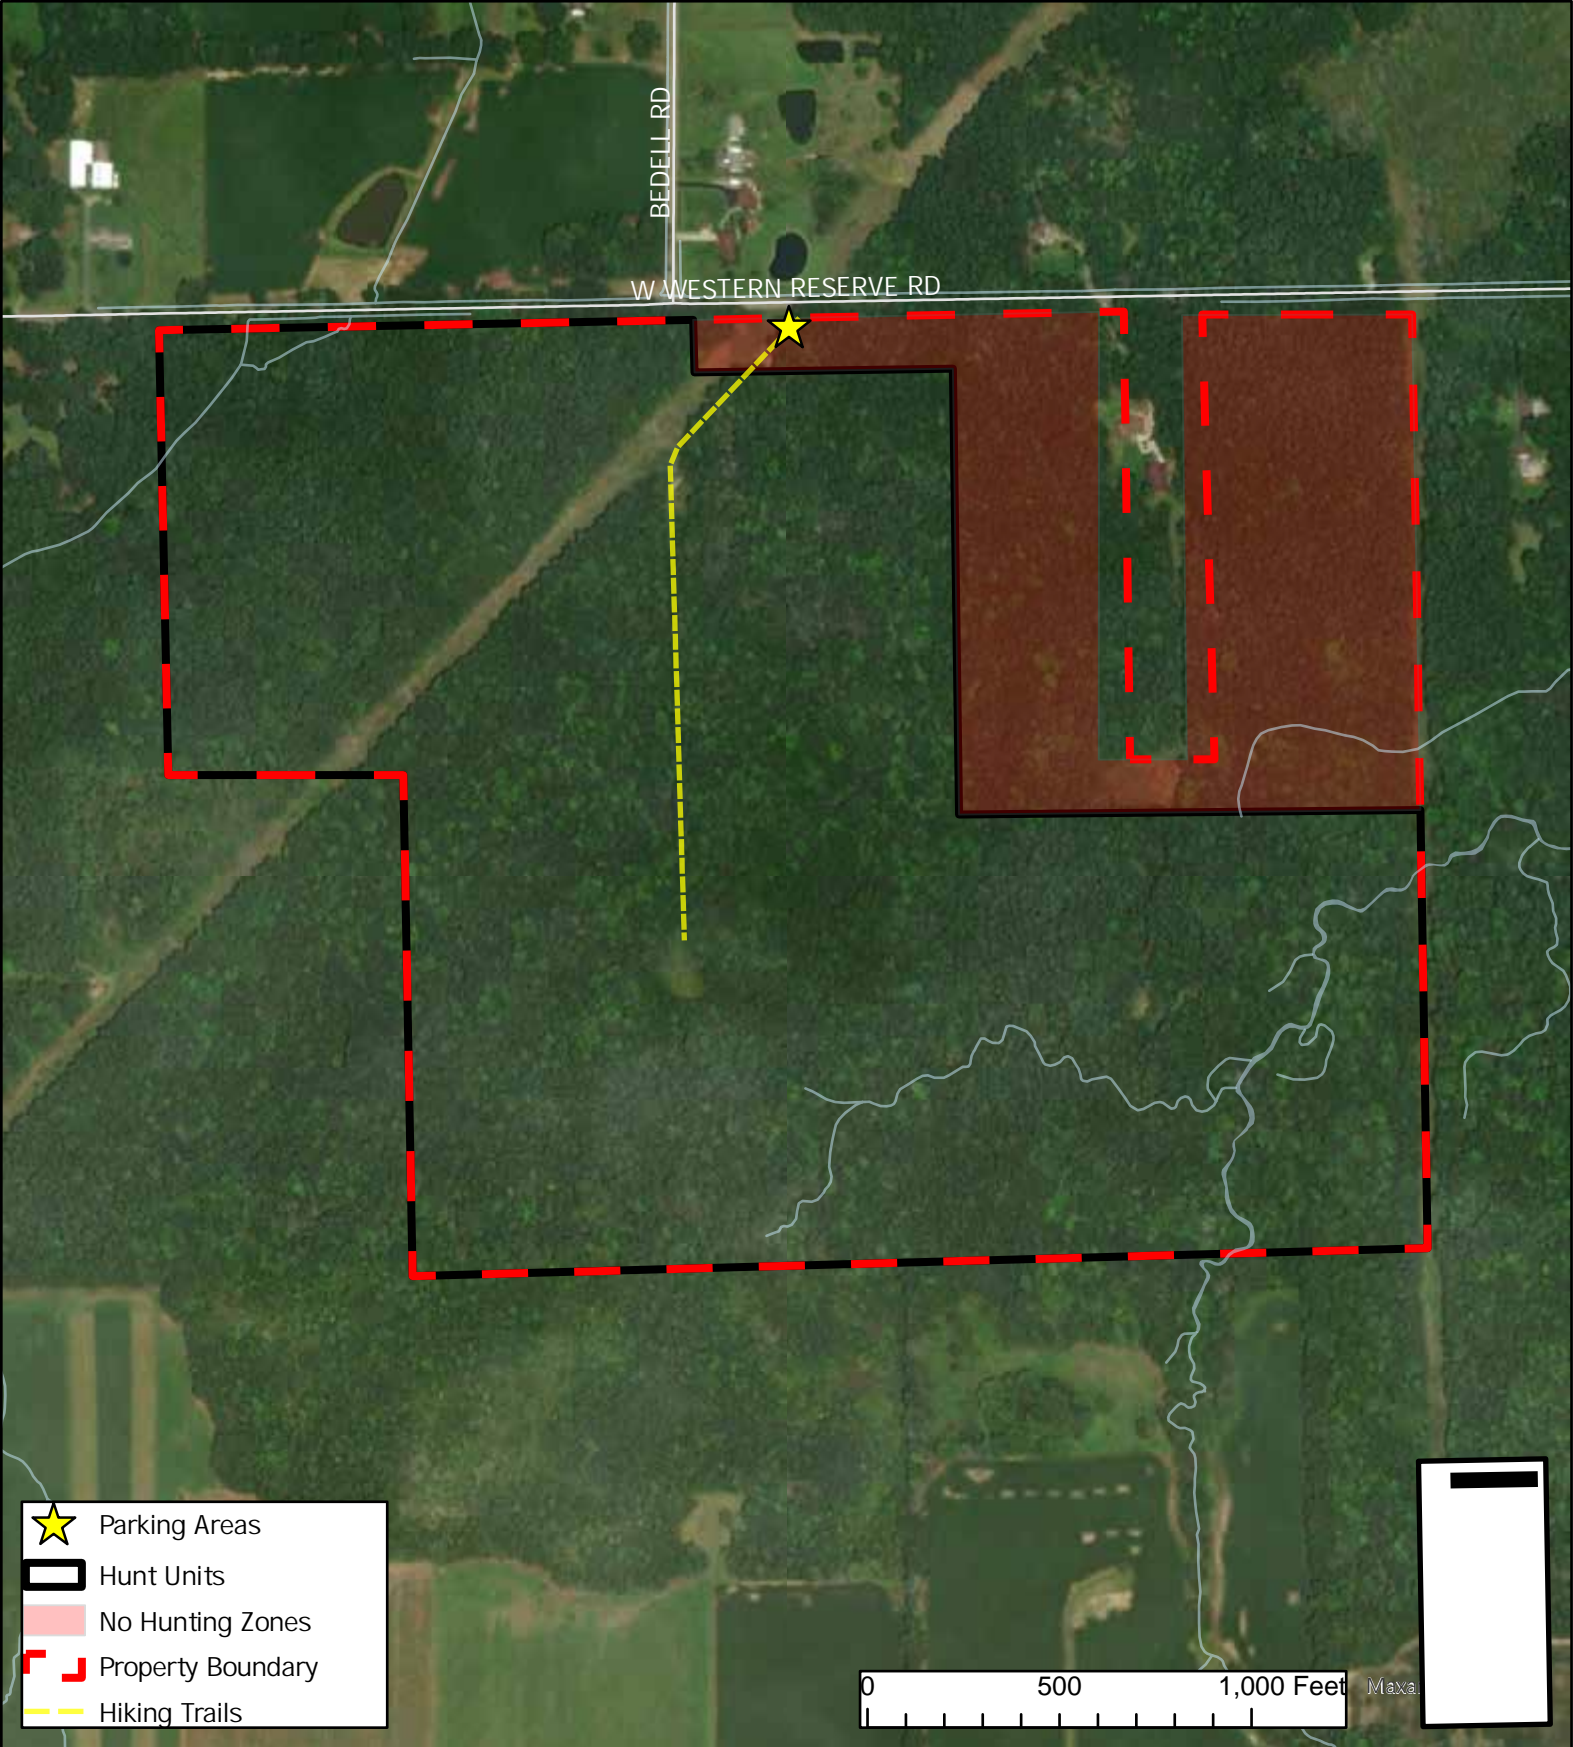 BEDELL RD
W WESTERN RESERVE RD
Parking Areas
Hunt Units
No Hunting Zones
Property Boundary
Hiking Trails
0 500 1,000 Feet
Maxa